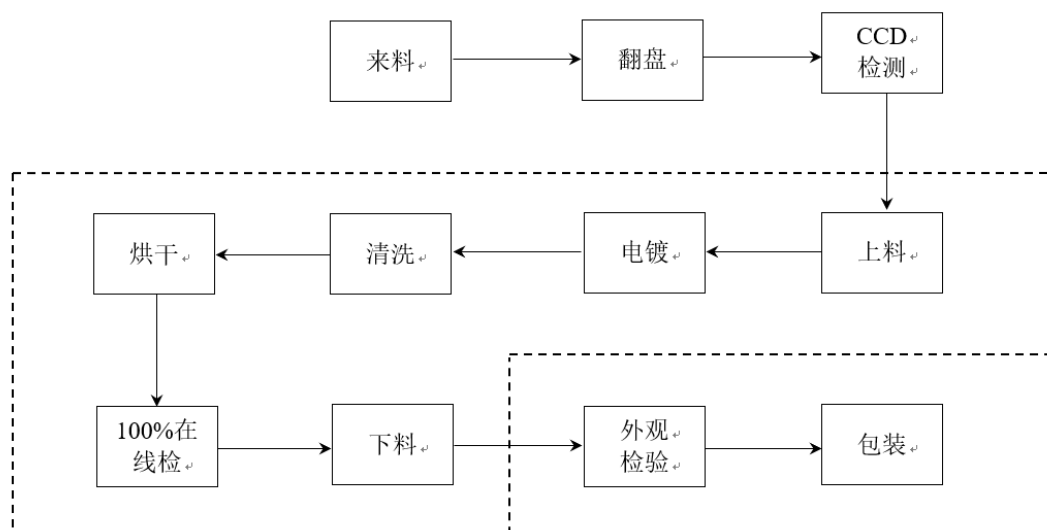 来料
翻盘
CCD
检测
上料
电镀
清洗
烘干
100%在
线检
下料
外观
检验
包装